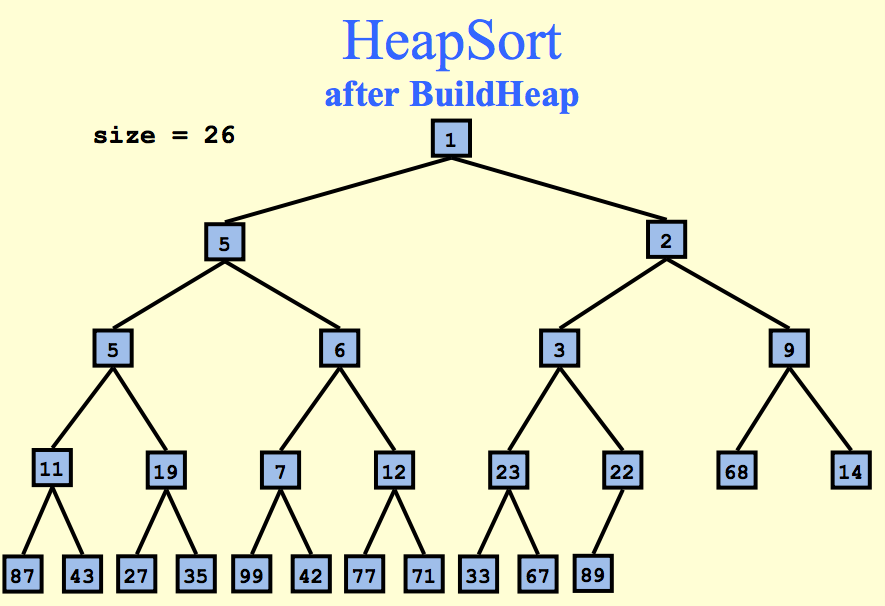 HeapSort
after BuildHeap
size = 26
1
5 2
5 6 3 9
11 19 7 12 23 22 68 14
87 43 27 35 99 42 77 71 33 67 89